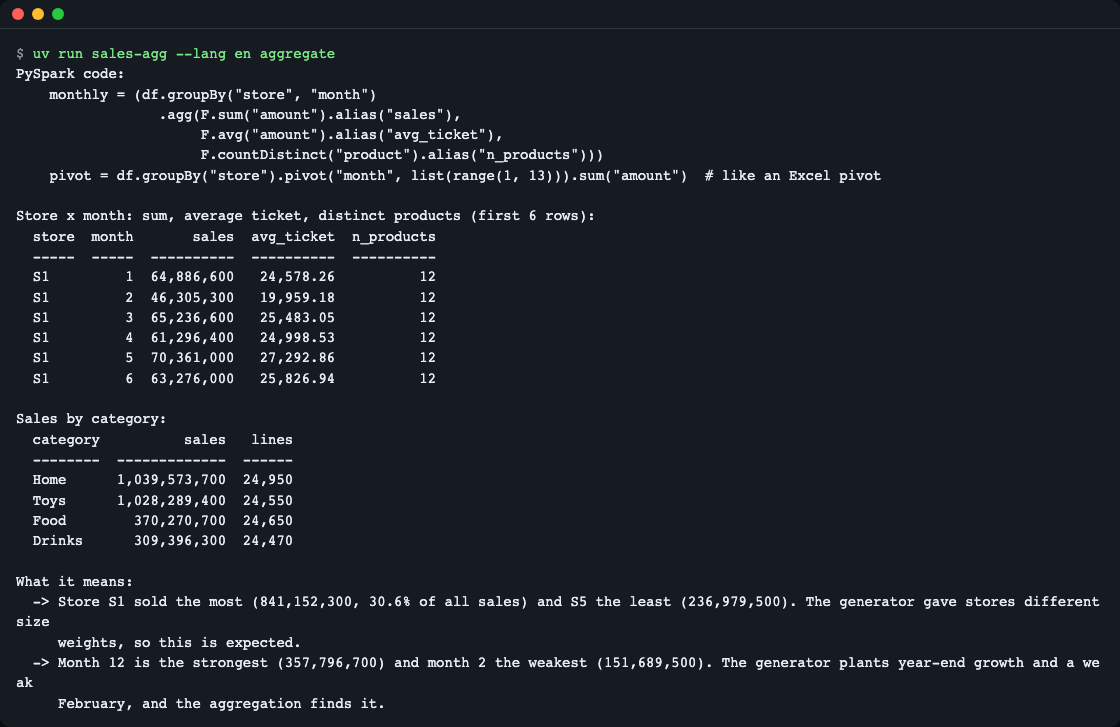 $ uv run sales-agg --lang en aggregate
PySpark code:
    monthly = (df.groupBy("store", "month")
                 .agg(F.sum("amount").alias("sales"),
                      F.avg("amount").alias("avg_ticket"),
                      F.countDistinct("product").alias("n_products")))
    pivot = df.groupBy("store").pivot("month", list(range(1, 13))).sum("amount")  # like an Excel pivot

Store x month: sum, average ticket, distinct products (first 6 rows):
  store  month       sales  avg_ticket  n_products
  -----  -----  ----------  ----------  ----------
  S1         1  64,886,600   24,578.26          12
  S1         2  46,305,300   19,959.18          12
  S1         3  65,236,600   25,483.05          12
  S1         4  61,296,400   24,998.53          12
  S1         5  70,361,000   27,292.86          12
  S1         6  63,276,000   25,826.94          12

Sales by category:
  category          sales   lines
  --------  -------------  ------
  Home      1,039,573,700  24,950
  Toys      1,028,289,400  24,550
  Food        370,270,700  24,650
  Drinks      309,396,300  24,470

What it means:
  -> Store S1 sold the most (841,152,300, 30.6% of all sales) and S5 the least (236,979,500). The generator gave stores different
size
     weights, so this is expected.
  -> Month 12 is the strongest (357,796,700) and month 2 the weakest (151,689,500). The generator plants year-end growth and a we
ak
     February, and the aggregation finds it.